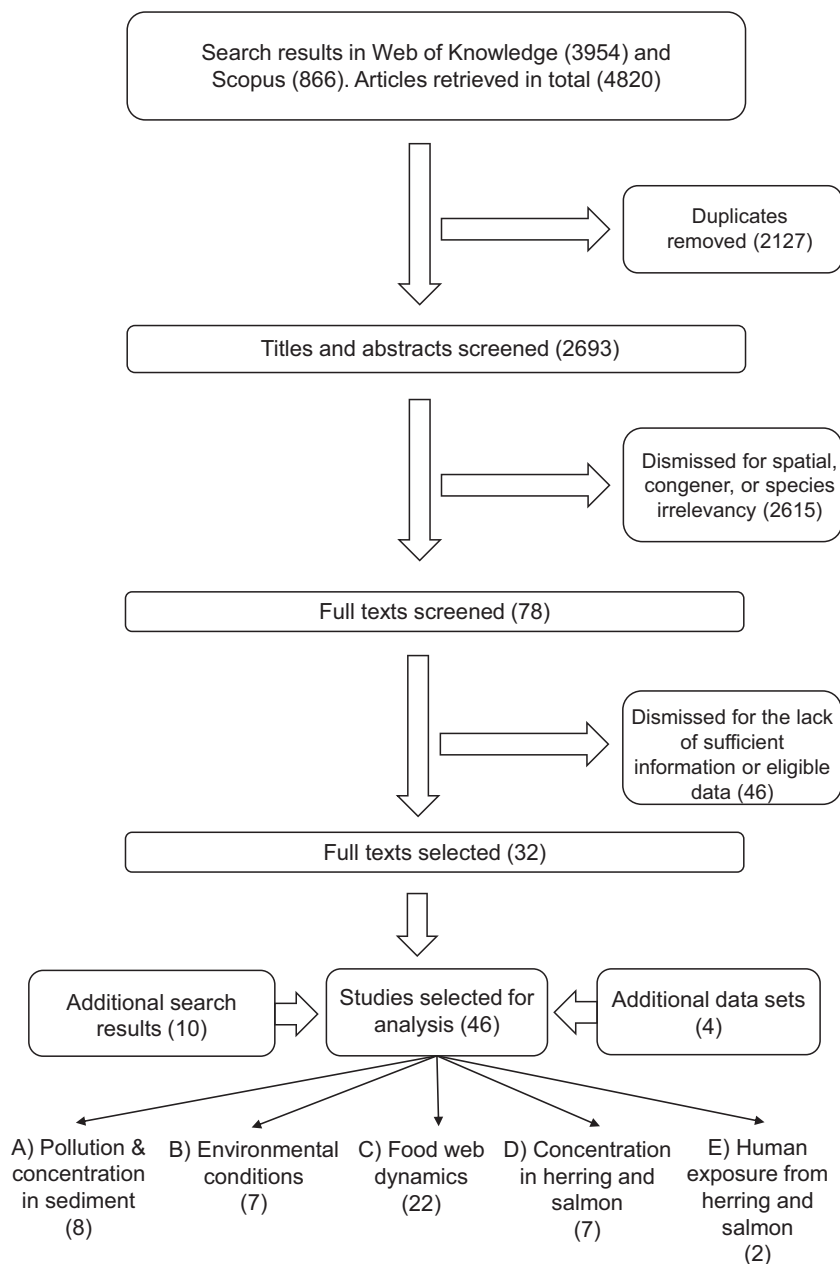 Search results in Web of Knowledge (3954) and
Scopus (866). Articles retrieved in total (4820)
Duplicates
removed (2127)
Titles and abstracts screened (2693)
Dismissed for spatial,
congener, or species
irrelevancy (2615)
Full texts screened (78)
Dismissed for the lack
of sufficient
information or eligible
data (46)
Full texts selected (32)
Additional search
results (10)
Studies selected for
analysis (46)
Additional data sets
(4)
A) Pollution &
concentration
in sediment
(8)
B) Environmental
conditions
(7)
C) Food web
dynamics
(22)
D) Concentration
in herring and
salmon
(7)
E) Human
exposure from
herring and
salmon
(2)